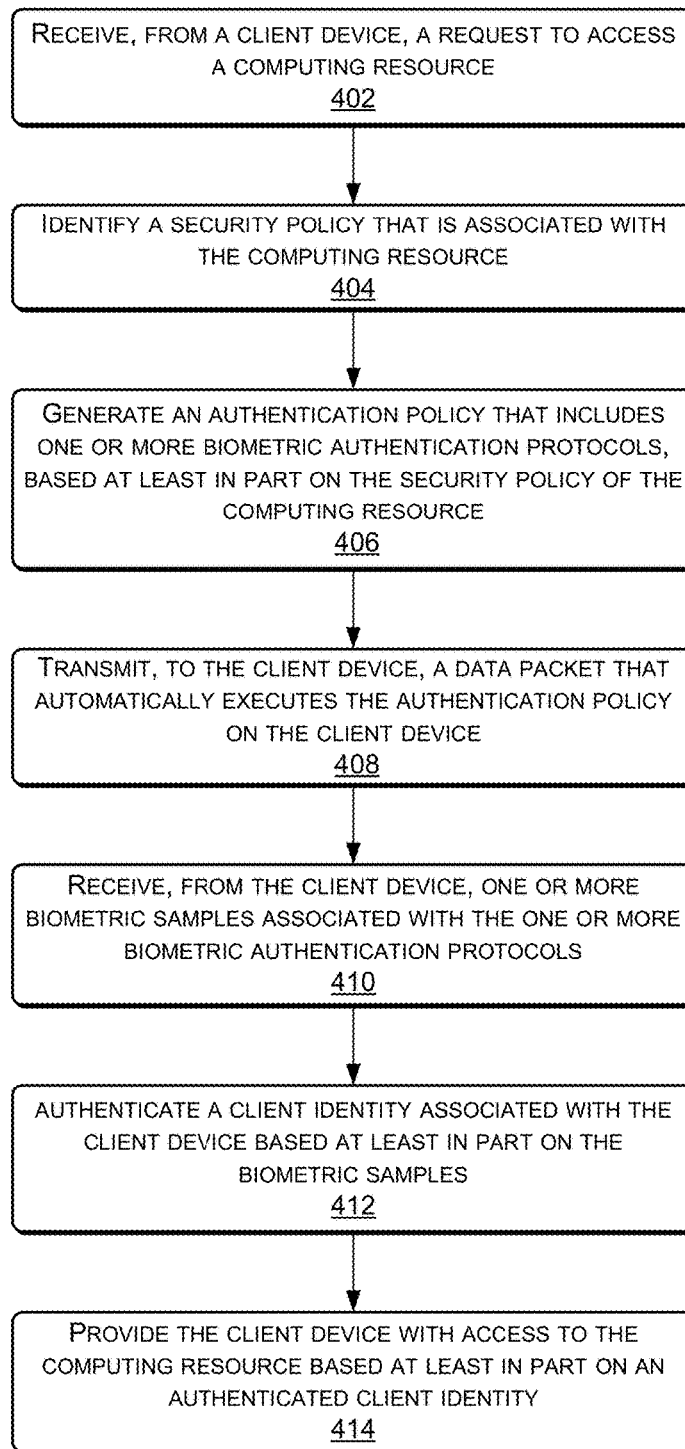 RECEIVE, FROM A CLIENT DEVICE, A REQUEST TO ACCESS
A COMPUTING RESOURCE
402
IDENTIFY A SECURITY POLICY THAT IS ASSOCIATED WITH
THE COMPUTING RESOURCE
404
GENERATE AN AUTHENTICATION POLICY THAT INCLUDES
ONE OR MORE BIOMETRIC AUTHENTICATION PROTOCOLS,
BASED AT LEAST IN PART ON THE SECURITY POLICY OF THE
COMPUTING RESOURCE
406
TRANSMIT, TO THE CLIENT DEVICE, A DATA PACKET THAT
AUTOMATICALLY EXECUTES THE AUTHENTICATION POLICY
ON THE CLIENT DEVICE
408
RECEIVE, FROM THE CLIENT DEVICE, ONE OR MORE
BIOMETRIC SAMPLES ASSOCIATED WITH THE ONE OR MORE
BIOMETRIC AUTHENTICATION PROTOCOLS
410
AUTHENTICATE A CLIENT IDENTITY ASSOCIATED WITH THE
CLIENT DEVICE BASED AT LEAST IN PART ON THE
BIOMETRIC SAMPLES
412
PROVIDE THE CLIENT DEVICE WITH ACCESS TO THE
COMPUTING RESOURCE BASED AT LEAST IN PART ON AN
AUTHENTICATED CLIENT IDENTITY
414